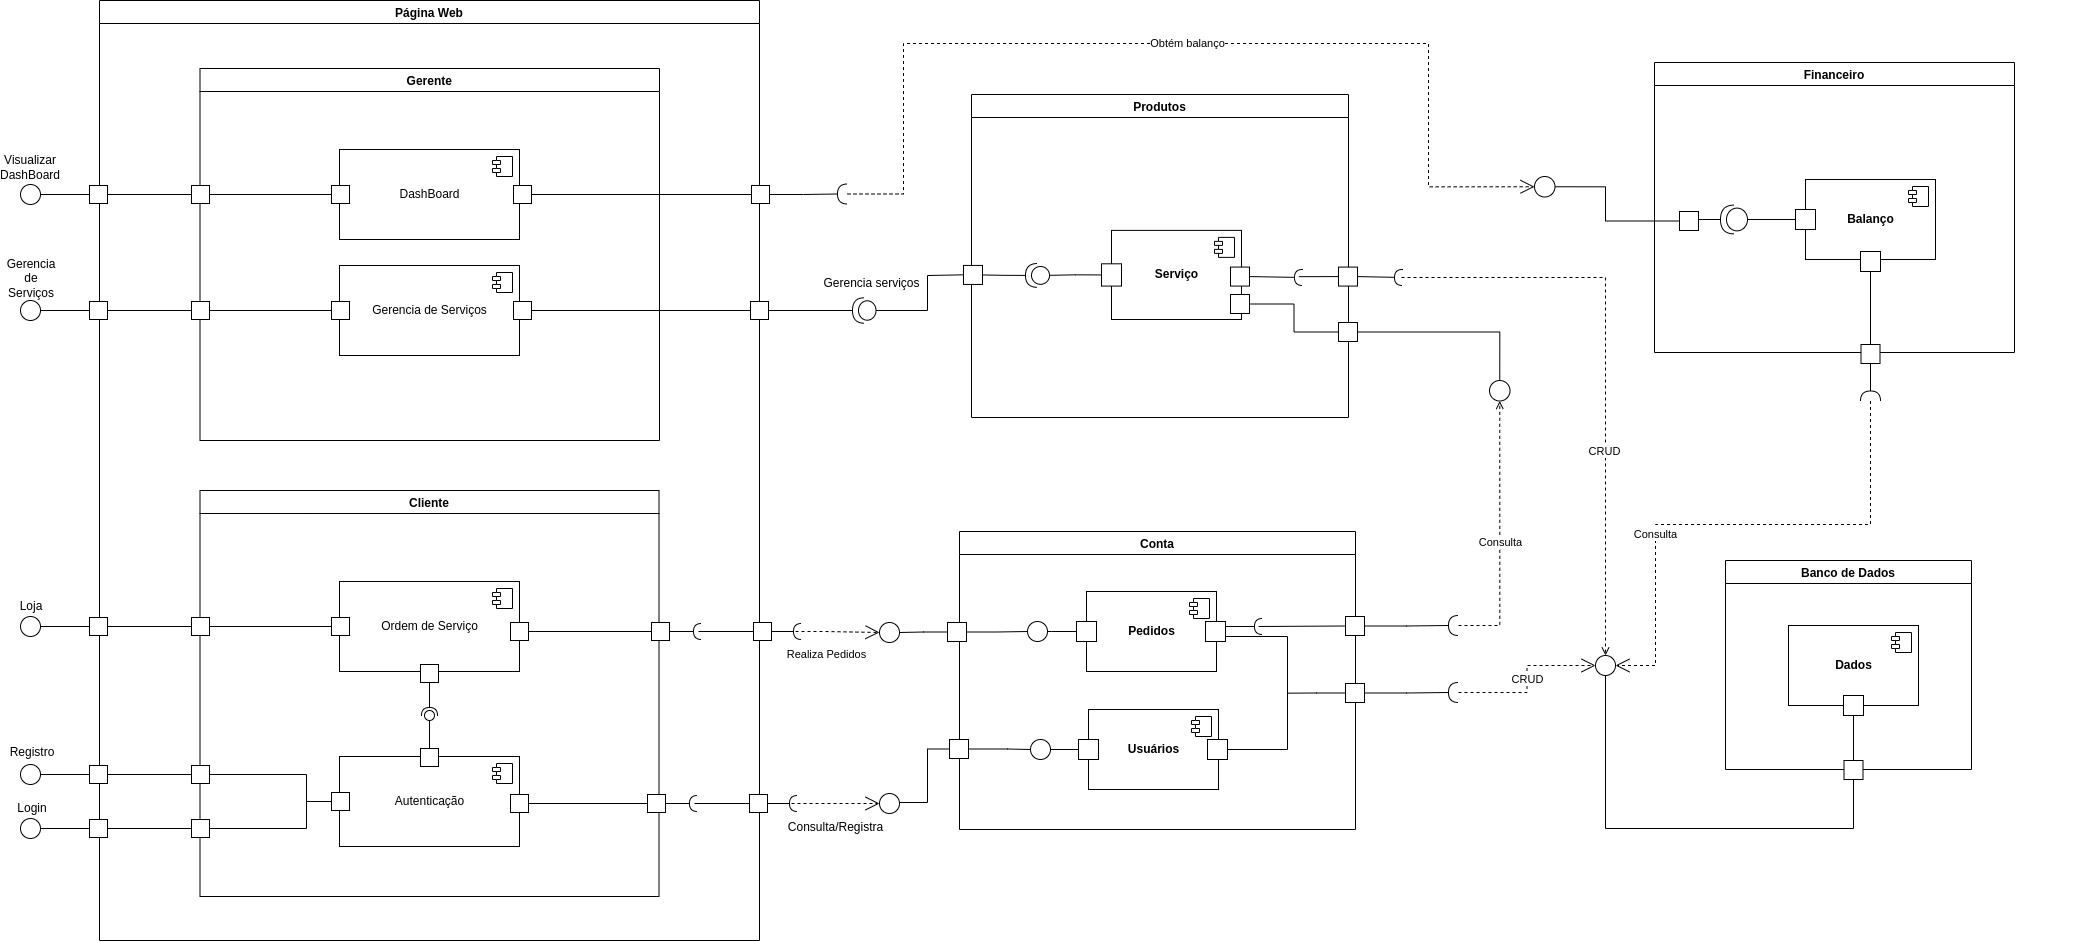 Página Web
Obtém balanço
Gerente
Financeiro
Produtos
Visualizar
DashBoard
DashBoard
Balanço
Gerencia
de
Serviços
Gerencia de Serviços
Gerencia serviços
Serviço
CRUD
Cliente
Consulta
Consulta
Conta
Banco de Dados
Loja
Ordem de Serviço
Realiza Pedidos
Pedidos
CRUD
Dados
Registro
Login
Autenticação
Consulta/Registra
Usuários